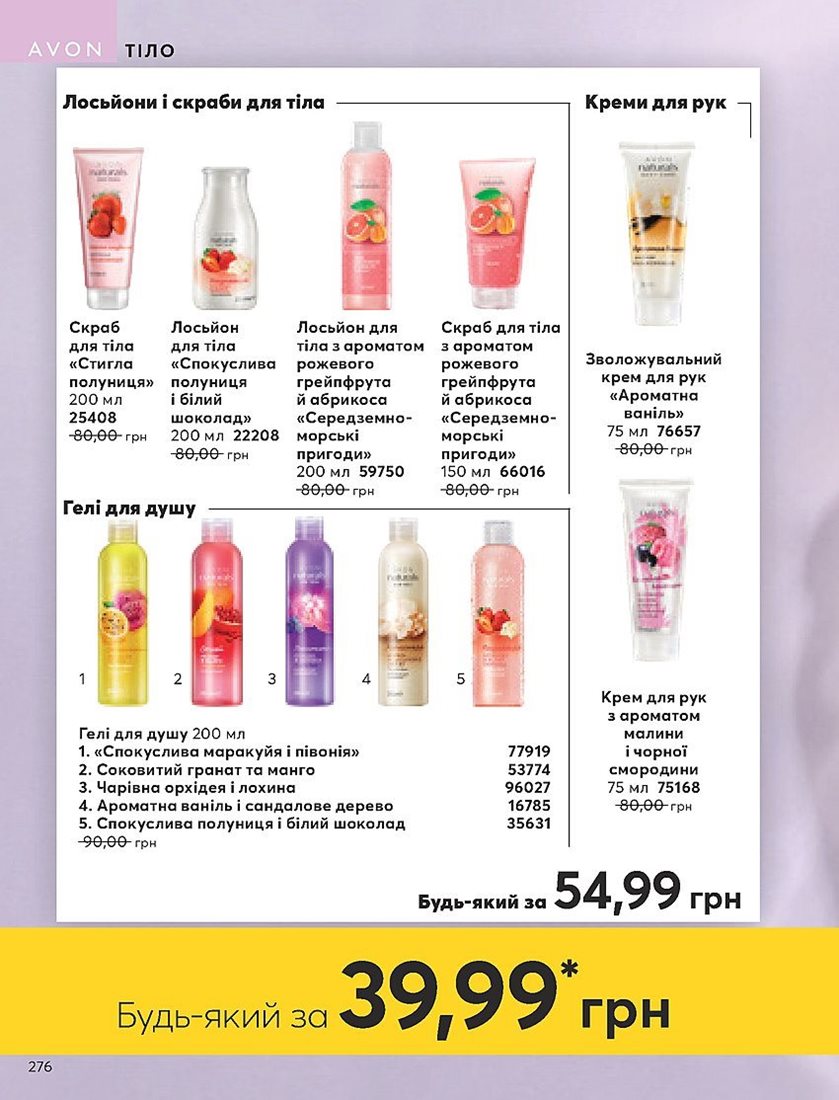 AVON ТІЛО
Лосьйони і скраби для тіла
Скраб
для тіла
«Стигла
полуниця»
200 мл
25408
80,00 грн
Лосьйон
для тіла
«Спокуслива
полуниця
і білий
шоколад»
200 мл 22208
80,00 грн
Лосьйон для
тіла з ароматом
рожевого
грейпфрута
й абрикоса
«Середземно-
морські
пригоди»
200 мл 59750
80,00 грн
Скраб для тіла
з ароматом
рожевого
грейпфрута
й абрикоса
«Середземно-
морські
пригоди»
150 мл 66016
80,00 грн
Креми для рук
Зволожувальний
крем для рук
«Ароматна
ваніль»
75 мл 76657
80,00 грн
Крем для рук
з ароматом
малини
і чорної
смородини
75 мл 75168
80,00 грн
Гелі для душу
1
2
3
4
5
Гелі для душу 200 мл
1. «Спокуслива маракуйя і півонія» 77919
2. Соковитий гранат та манго 53774
3. Чарівна орхідея і лохина 96027
4. Ароматна ваніль і сандалове дерево 16785
5. Спокуслива полуниця і білий шоколад 35631
90,00 грн
Будь-який за 54,99 грн
Будь-який за 39,99* грн
276